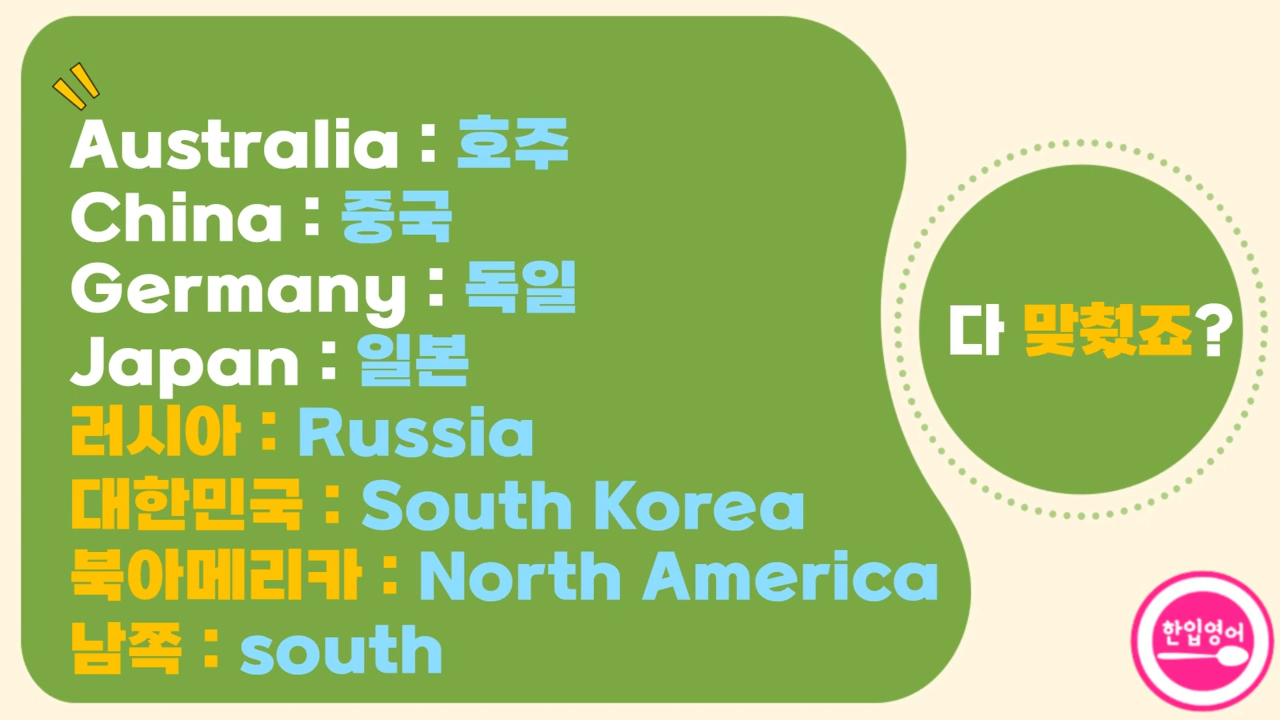 Australia : 호주
China : 중국
Germany : 독일
Japan : 일본
러시아 : Russia
대한민국 : South Korea
북아메리카 : North America
남쪽 : south
다 맞췄죠?
한입영어